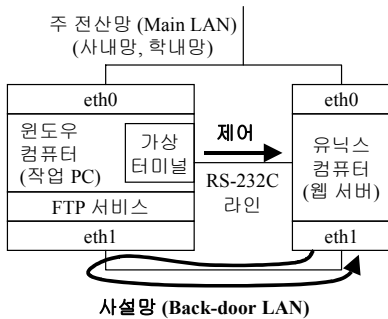 주 전산망 (Main LAN)
(사내망, 학내망)
eth0
eth0
윈도우
컴퓨터
(작업 PC)
가상
터미널
제어
RS-232C
라인
유닉스
컴퓨터
(웹 서버)
FTP 서비스
eth1
eth1
사설망 (Back-door LAN)